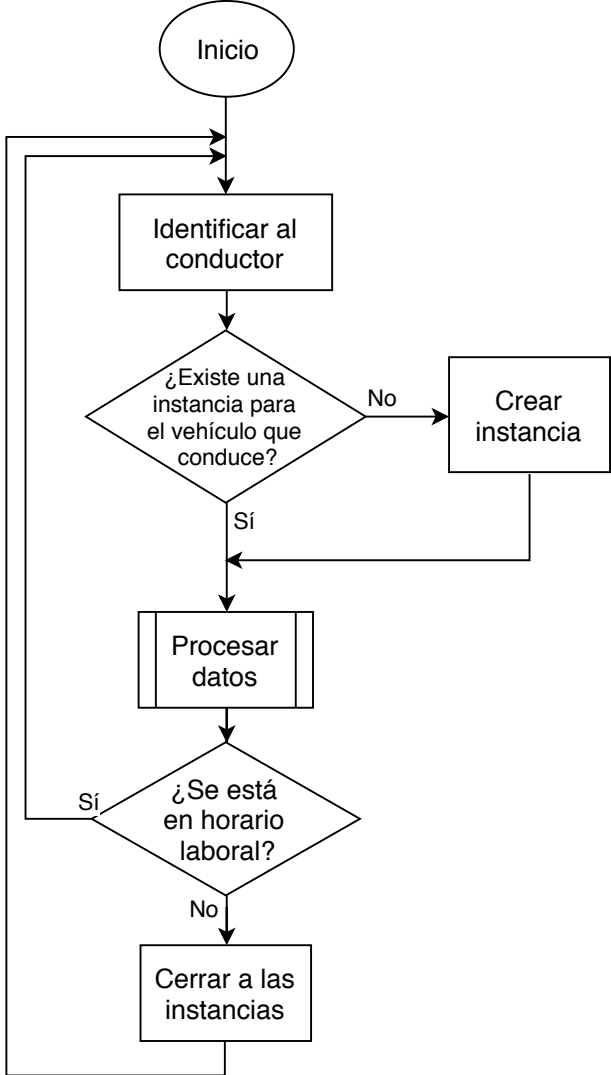 Inicio
Identificar al
conductor
¿Existe una
instancia para
el vehículo que
conduce?
No
Crear
instancia
Sí
Procesar
datos
¿Se está
en horario
laboral?
Sí
No
Cerrar a las
instancias